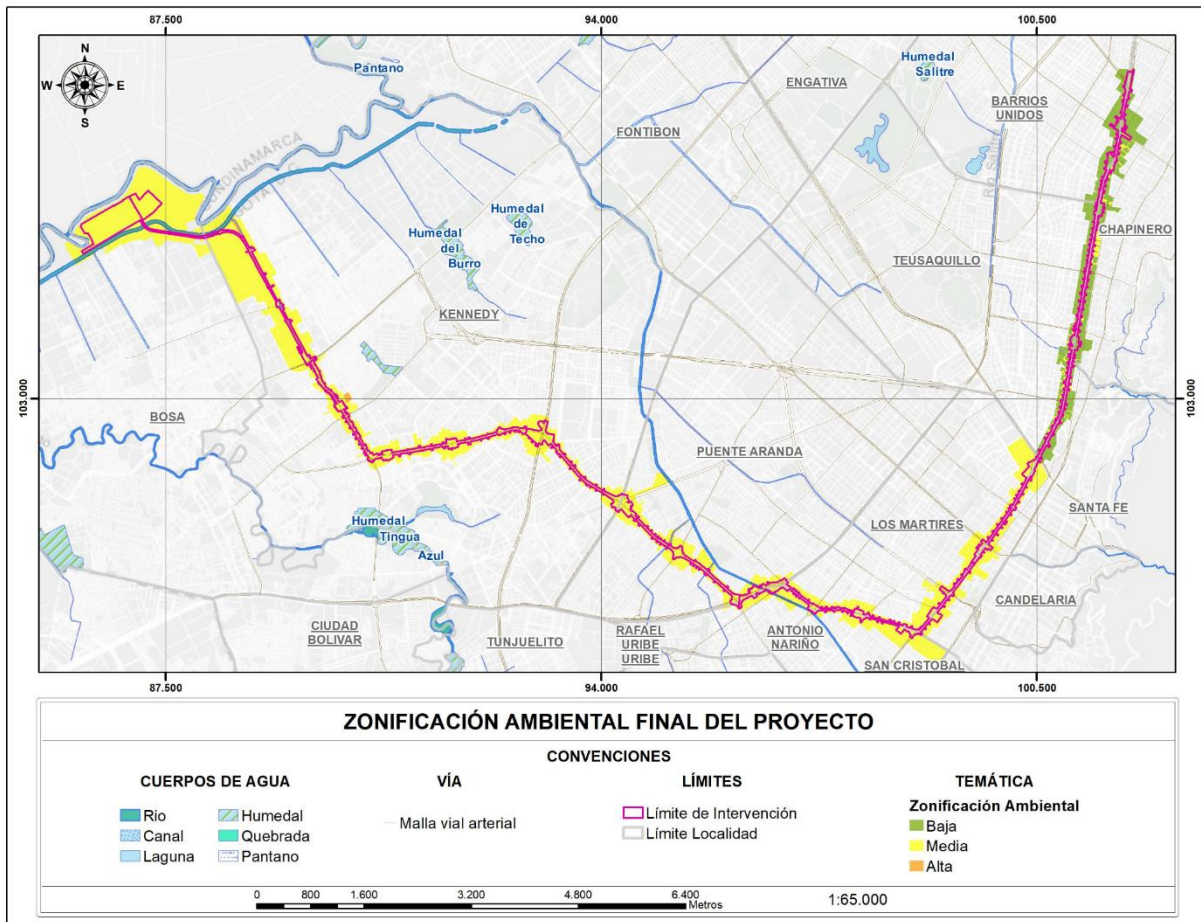 87.500
94.000
100.500
N
W
E
S
Pantano
Humedal
Salitre
ENGATIVA
BARRIOS
UNIDOS
FONTIBON
CUNDINAMARCA
BOGOTA D.C.
Humedal
de
Techo
Humedal
del
Burro
CHAPINERO
TEUSAQUILLO
KENNEDY
103.000
103.000
BOSA
PUENTE ARANDA
SANTA FE
LOS MARTIRES
Humedal
Tingua
Azul
CANDELARIA
CIUDAD
BOLIVAR
TUNJUELITO
RAFAEL
URIBE
URIBE
ANTONIO
NARIÑO
SAN CRISTOBAL
87.500
94.000
100.500
ZONIFICACIÓN AMBIENTAL FINAL DEL PROYECTO
CONVENCIONES
CUERPOS DE AGUA
VÍA
LÍMITES
TEMÁTICA
Rio
Canal
Laguna
Humedal
Quebrada
Pantano
Malla vial arterial
Límite de Intervención
Límite Localidad
Zonificación Ambiental
Baja
Media
Alta
0 800 1.600 3.200 4.800 6.400
Metros
1:65.000